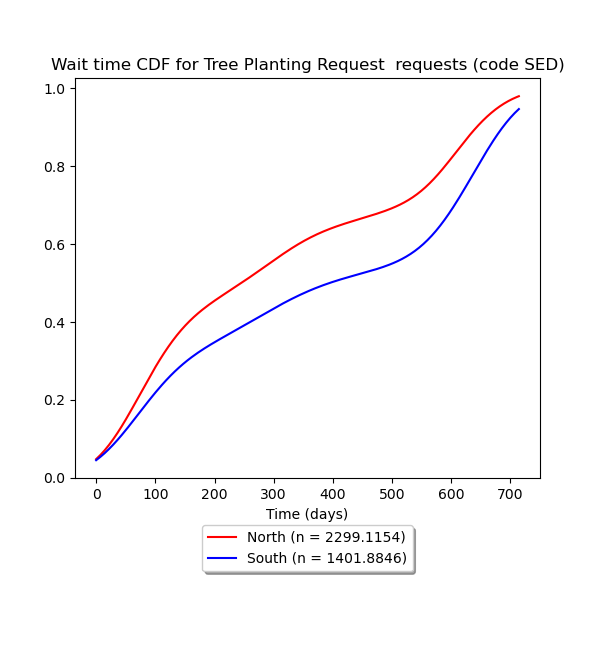 Wait time CDF for Tree Planting Request  requests (code SED)
1.0
0.8
0.6
0.4
0.2
0.0
0 100 200 300 400 500 600 700
Time (days)
North (n = 2299.1154)
South (n = 1401.8846)